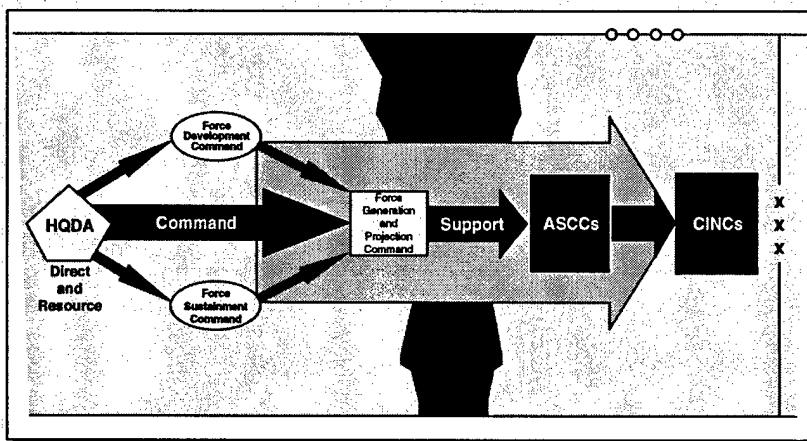 Force
Development
Command
HQDA
Direct
and
Resource
Command
Force
Sustainment
Command
Force
Generation
and
Projection
Command
Support
ASCCs
CINCs
X
X
X